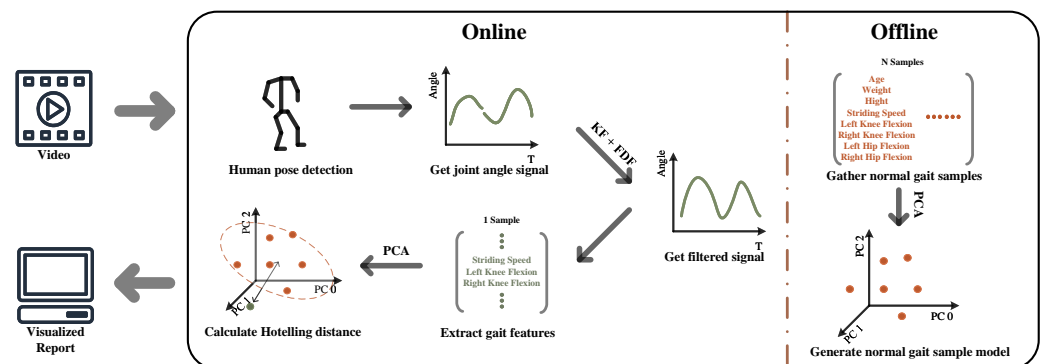 Online
Offline
Video
Human pose detection
Angle
T
Get joint angle signal
KF + FDF
Angle
T
Get filtered signal
1 Sample
Striding Speed
Left Knee Flexion
Right Knee Flexion
Extract gait features
PCA
PC 2
PC 1
PC 0
Calculate Hotelling distance
Visualized
Report
N Samples
Age
Weight
Hight
Striding Speed
Left Knee Flexion
Right Knee Flexion
Left Hip Flexion
Right Hip Flexion
Gather normal gait samples
PCA
PC 2
PC 0
PC 1
Generate normal gait sample model